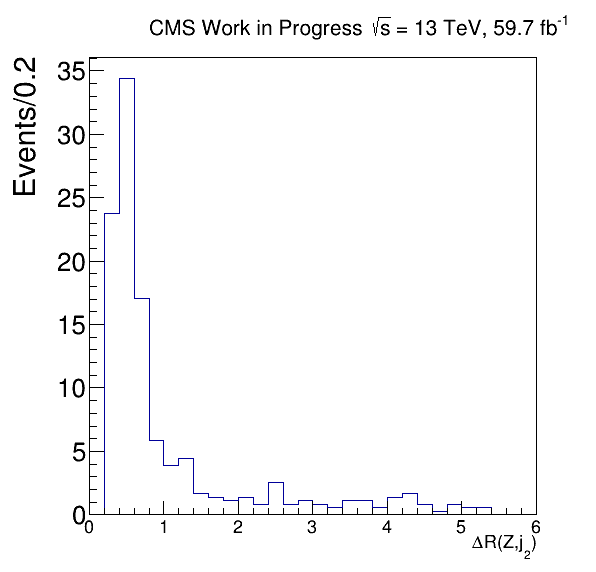 CMS Work in Progress √s = 13 TeV, 59.7 fb⁻¹
Events/0.2
35
30
25
20
15
10
5
0
0 1 2 3 4 5 6
ΔR(Z,j₂)